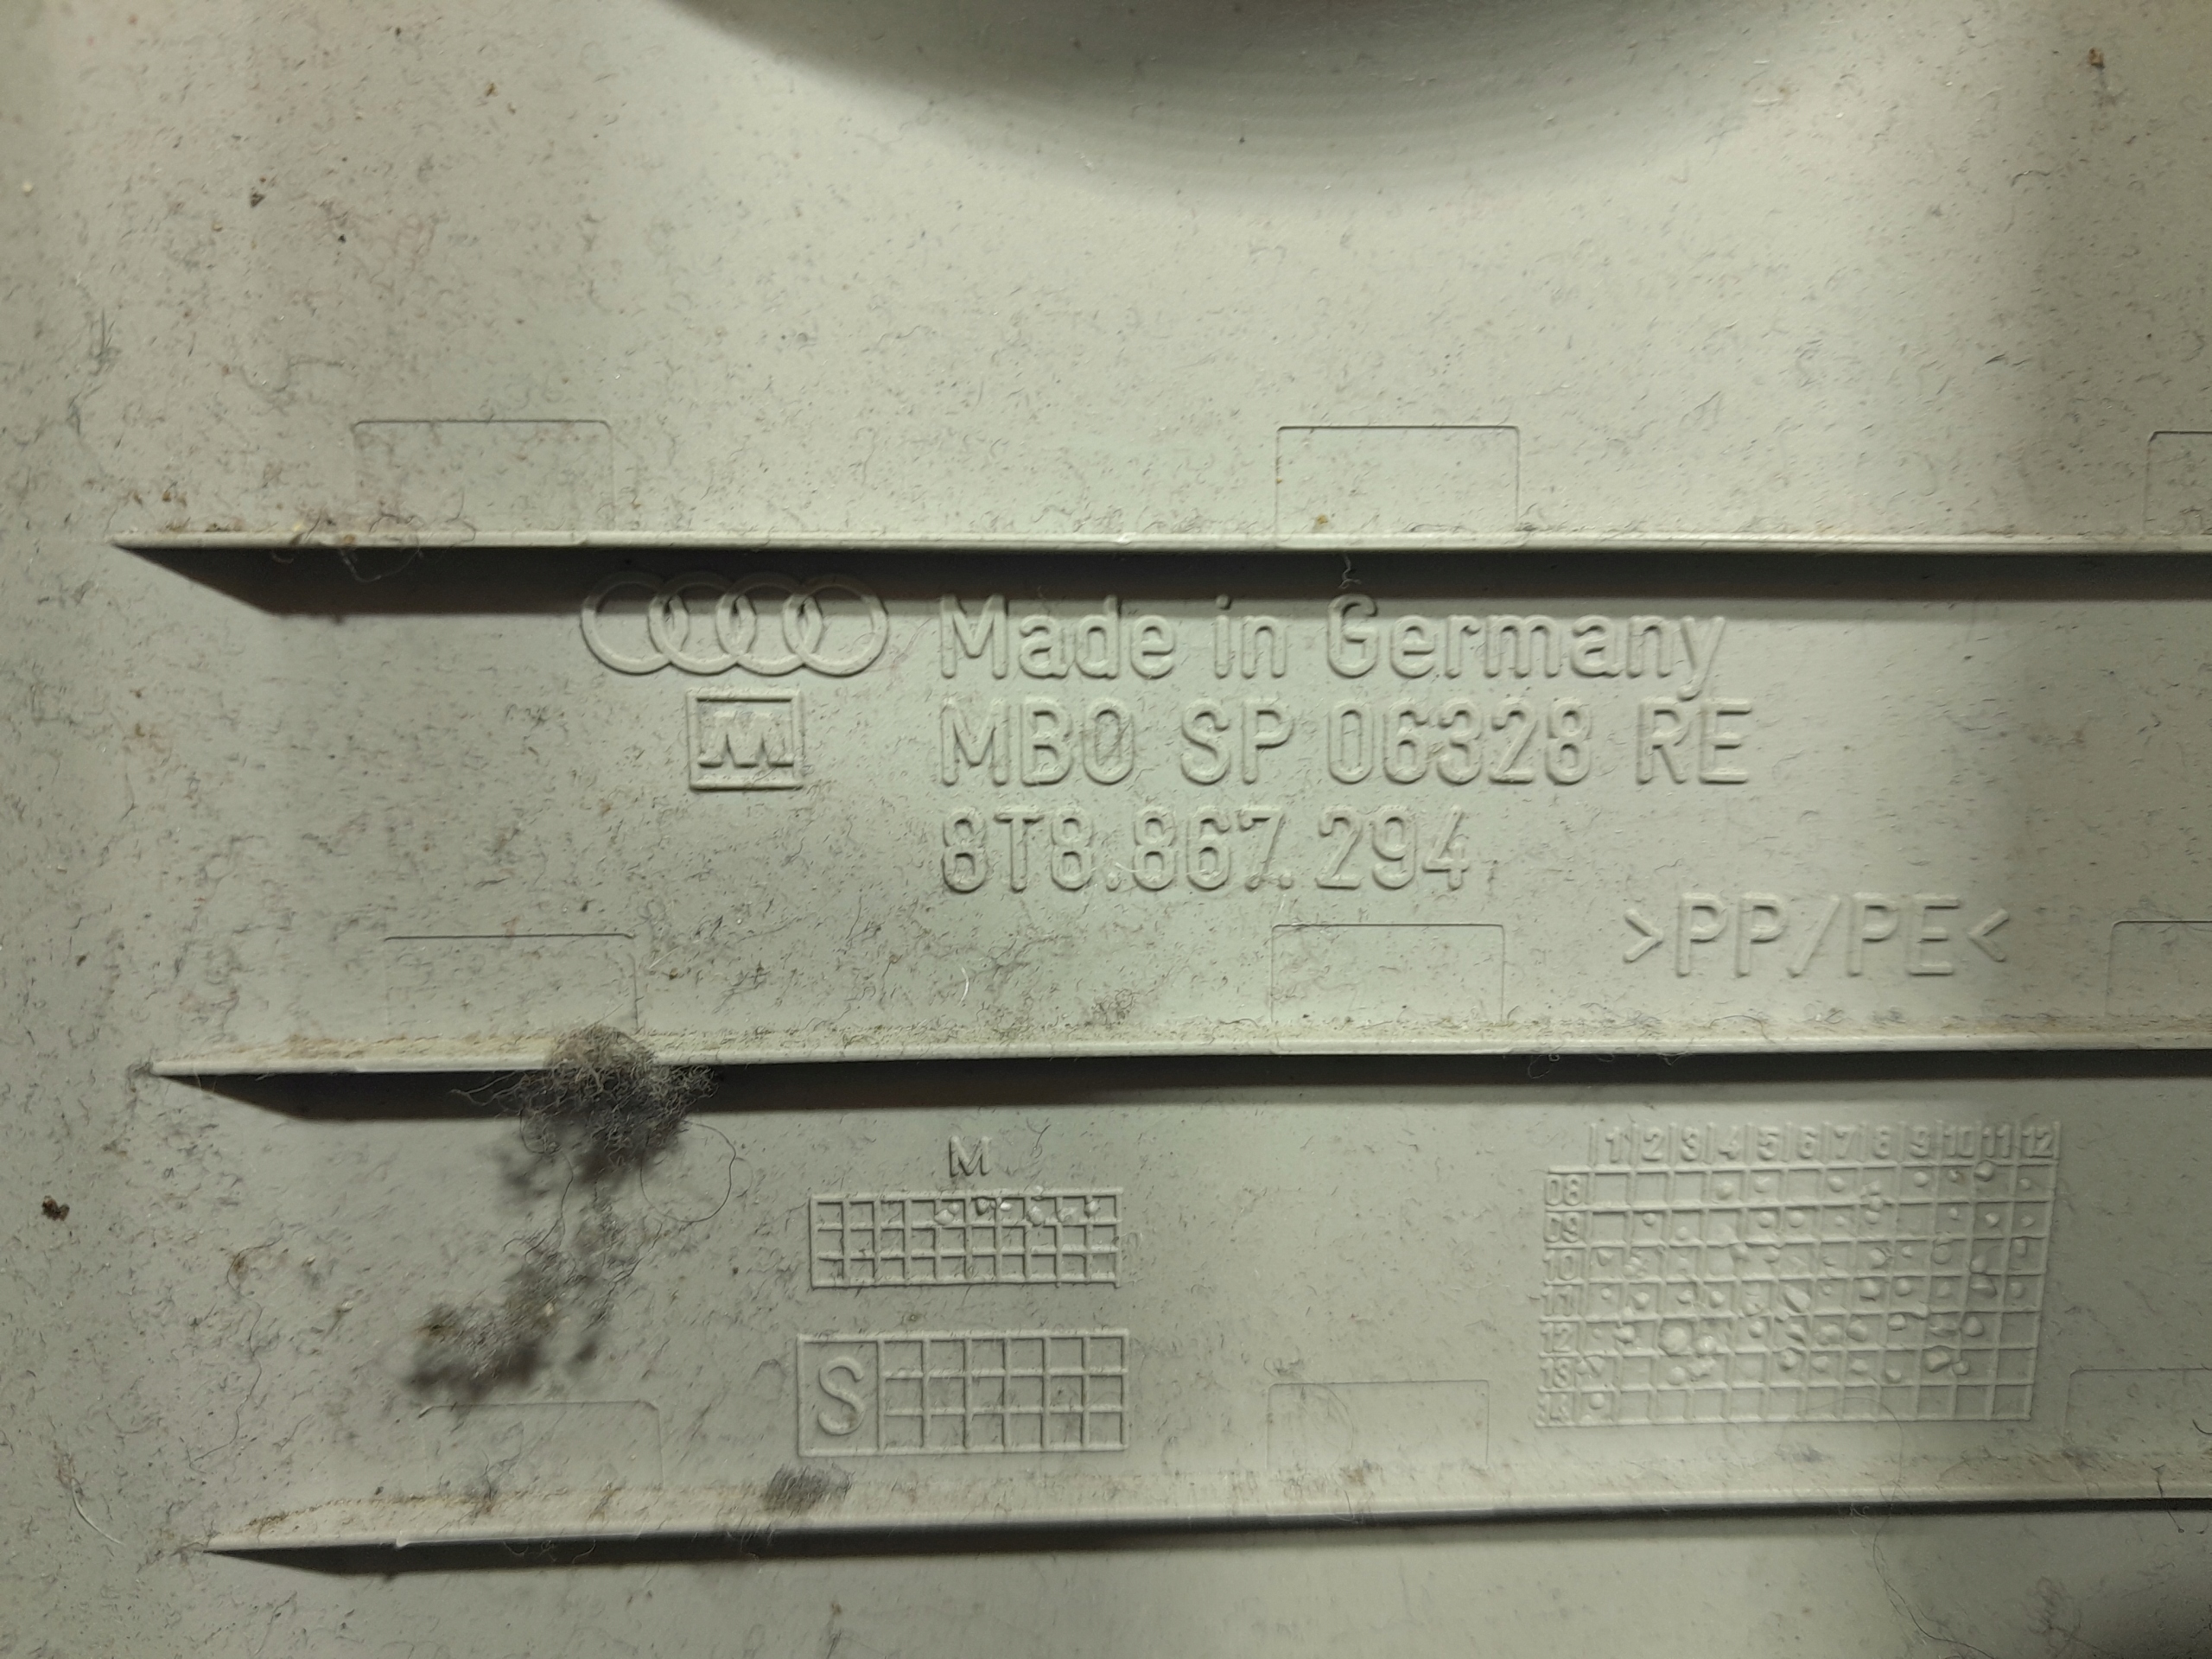 Made in Germany
M MBO SP 06328 RE
8T8.867.294
>PP/PE<
M
1 2 3 4 5 6 7 8 9 10 11 12
08
09
10
11
12
13
14
S